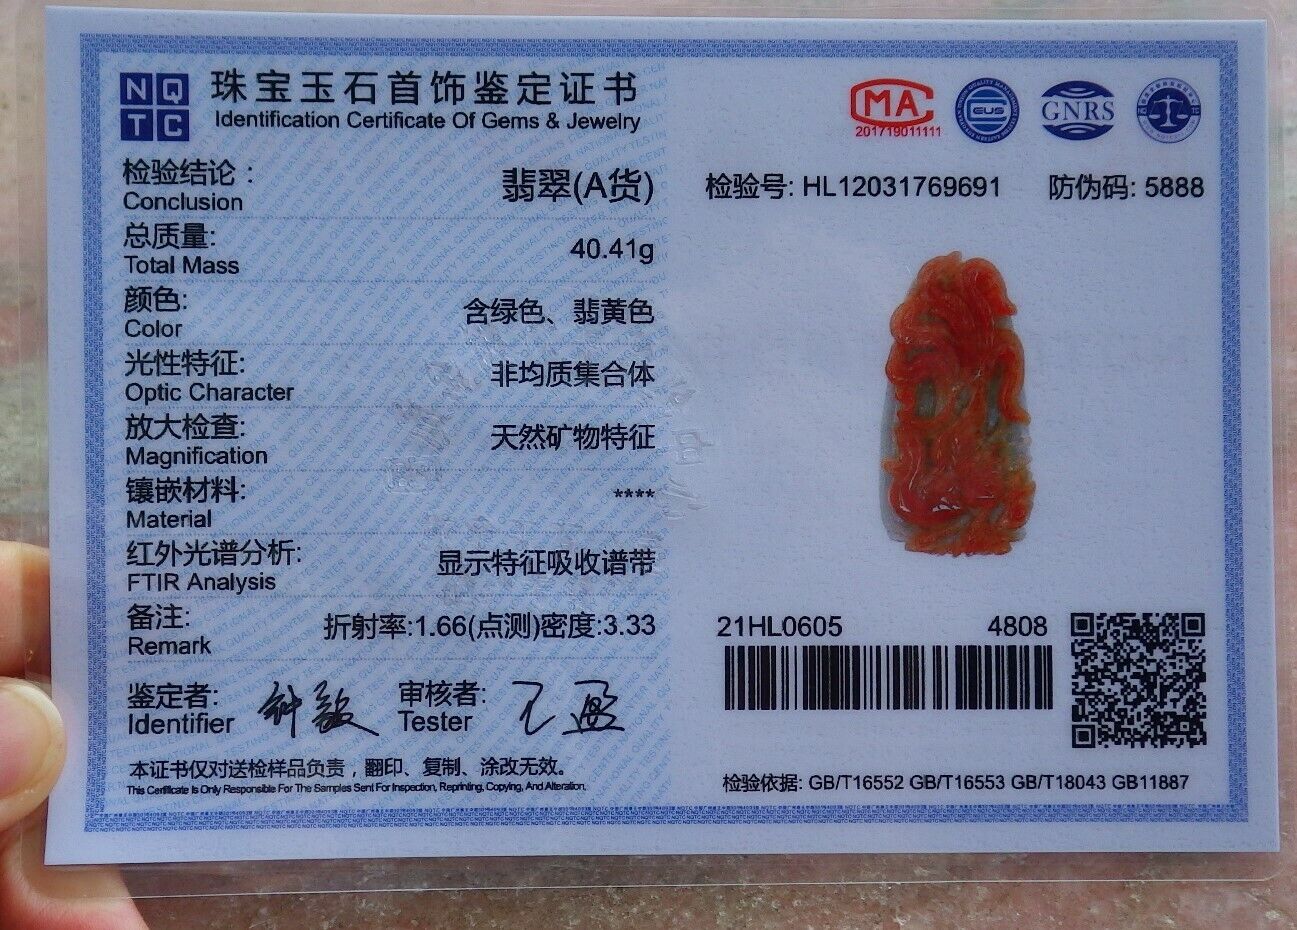 NQ
TC
珠宝玉石首饰鉴定证书
Identification Certificate Of Gems & Jewelry
检验结论：
Conclusion
翡翠(A货)
总质量:
Total Mass
40.41g
颜色:
Color
含绿色、翡黄色
光性特征:
Optic Character
非均质集合体
放大检查:
Magnification
天然矿物特征
镶嵌材料:
Material
****
红外光谱分析:
FTIR Analysis
显示特征吸收谱带
备注:
Remark
折射率:1.66(点测)密度:3.33
鉴定者:
Identifier
审核者:
Tester
本证书仅对送检样品负责，翻印、复制、涂改无效。
This Certificate Is Only Responsible For The Samples Sent For Inspection, Reprinting, Copying, And Alteration,
MA
201719011111
GNRS
检验号: HL12031769691
防伪码: 5888
21HL0605
4808
检验依据: GB/T16552 GB/T16553 GB/T18043 GB11887